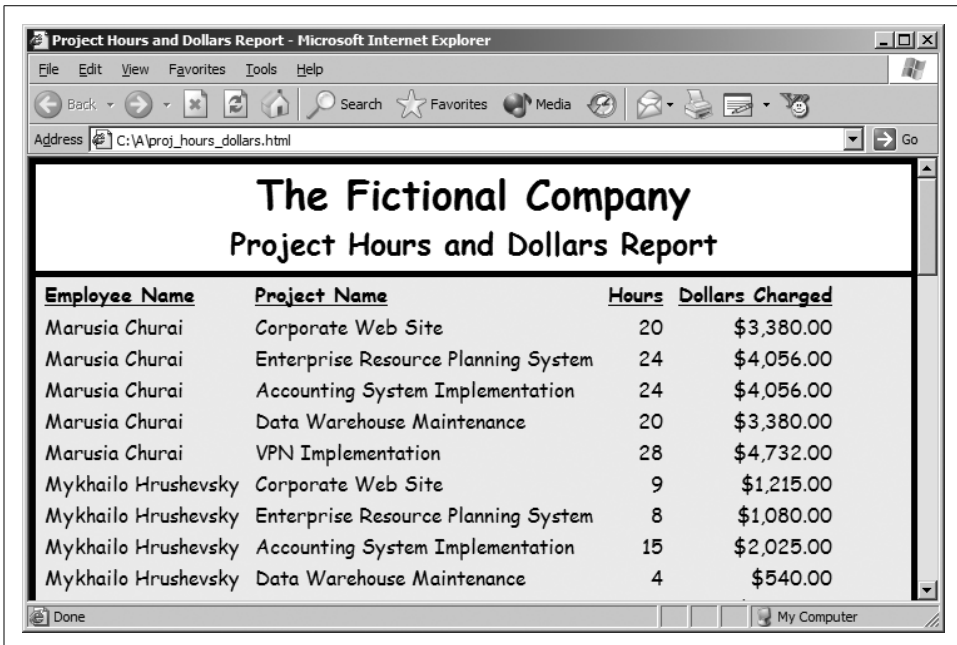 Project Hours and Dollars Report - Microsoft Internet Explorer
File Edit View Favorites Tools Help
Back Search Favorites Media
Address C:\A\proj_hours_dollars.html Go
The Fictional Company
Project Hours and Dollars Report
Employee Name Project Name Hours Dollars Charged
Marusia Churai Corporate Web Site 20 $3,380.00
Marusia Churai Enterprise Resource Planning System 24 $4,056.00
Marusia Churai Accounting System Implementation 24 $4,056.00
Marusia Churai Data Warehouse Maintenance 20 $3,380.00
Marusia Churai VPN Implementation 28 $4,732.00
Mykhailo Hrushevsky Corporate Web Site 9 $1,215.00
Mykhailo Hrushevsky Enterprise Resource Planning System 8 $1,080.00
Mykhailo Hrushevsky Accounting System Implementation 15 $2,025.00
Mykhailo Hrushevsky Data Warehouse Maintenance 4 $540.00
Done My Computer